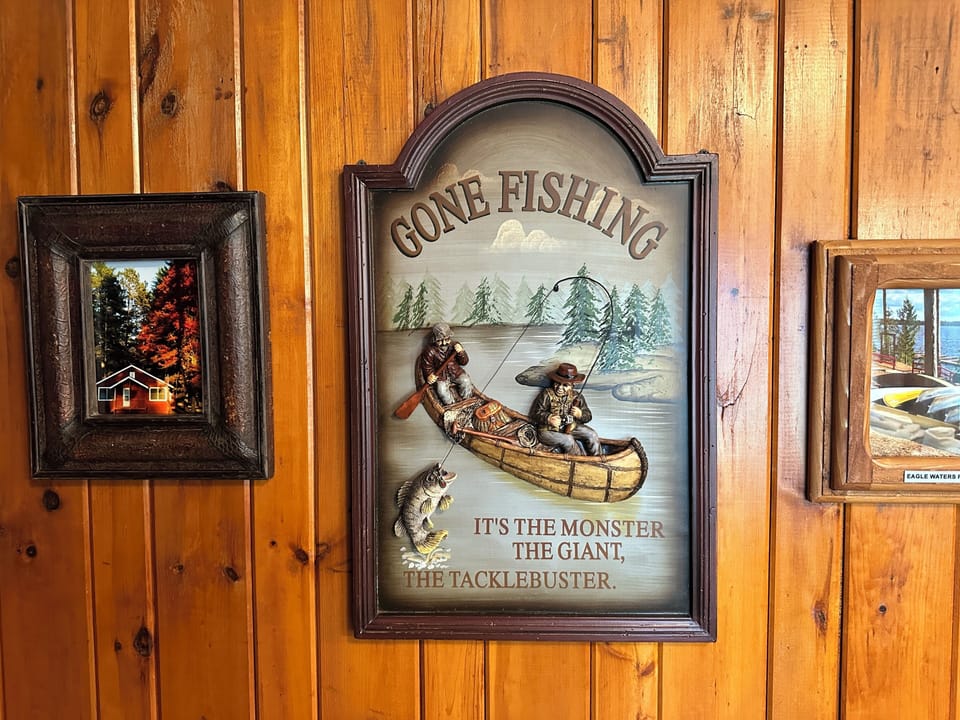 GONE FISHING
IT'S THE MONSTER
THE GIANT,
THE TACKLEBUSTER.
EAGLE WATERS